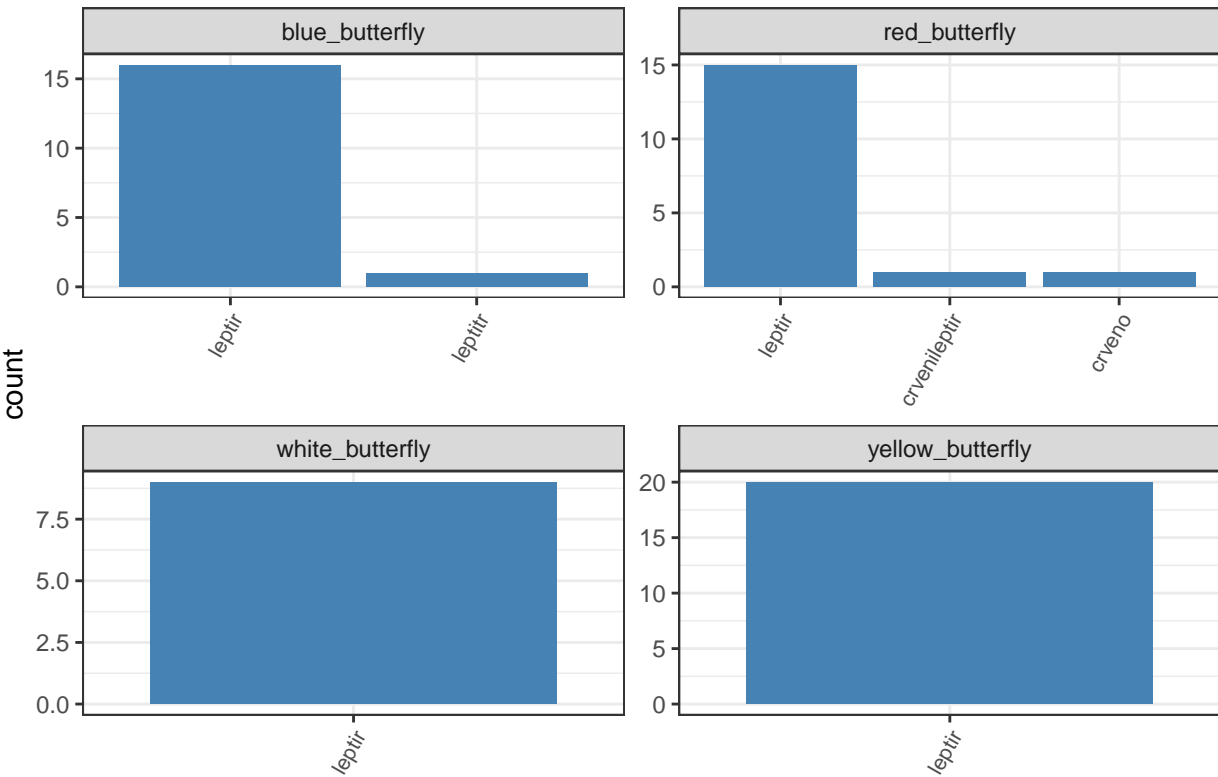 blue_butterfly
red_butterfly
15
10
5
0
leptir
leptitr
15
10
5
0
leptir
crvenileptir
crveno
count
white_butterfly
yellow_butterfly
7.5
5.0
2.5
0.0
leptir
20
15
10
5
0
leptir